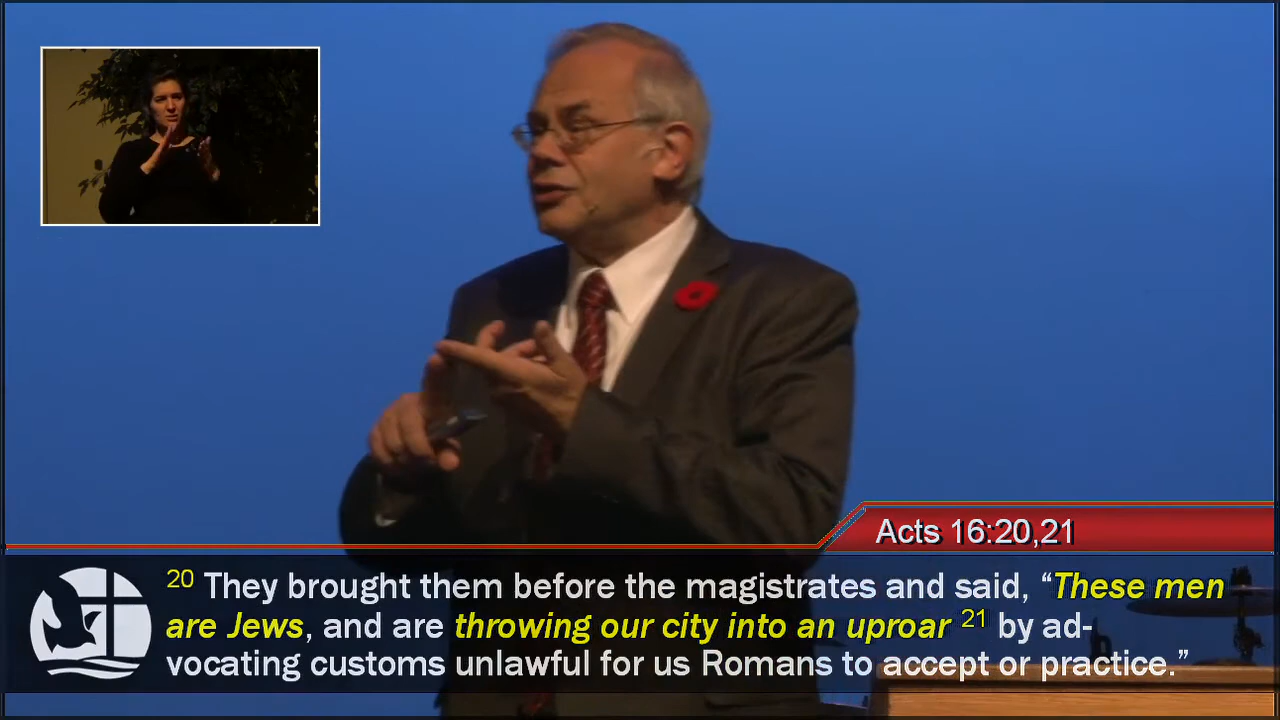 Acts 16:20,21
20 They brought them before the magistrates and said, “These men
are Jews, and are throwing our city into an uproar 21 by ad-
vocating customs unlawful for us Romans to accept or practice.”